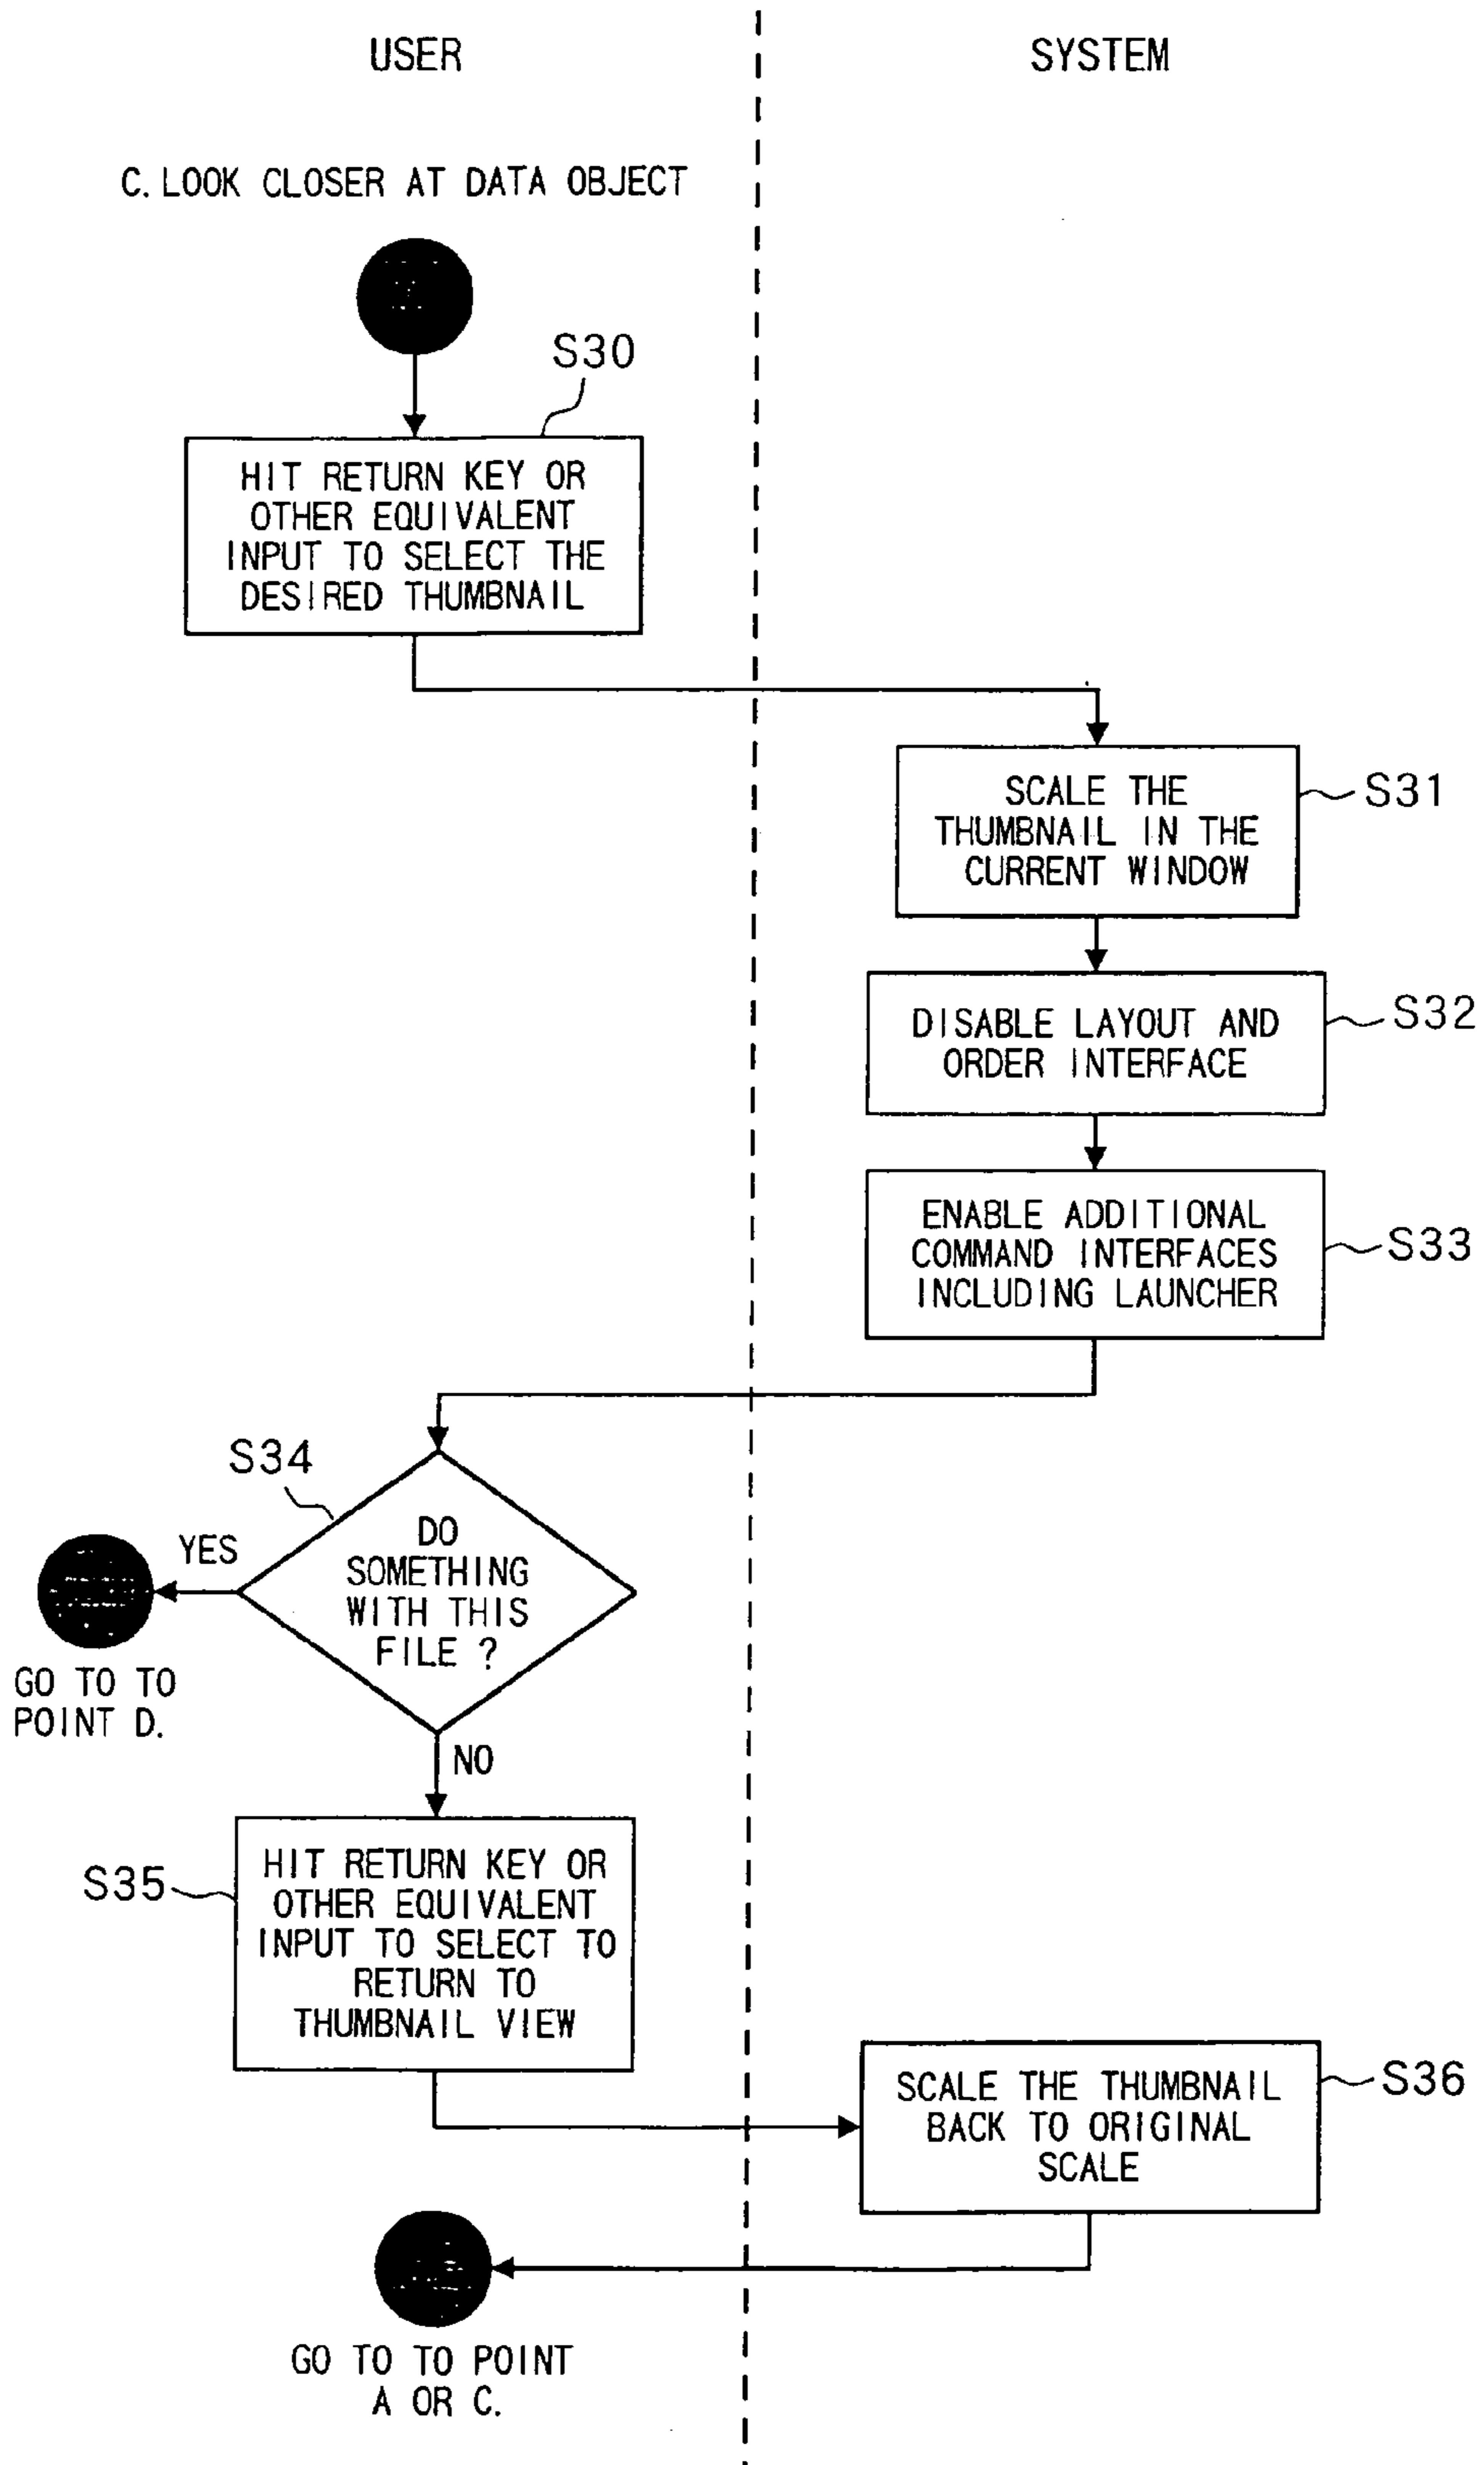 USER
SYSTEM
C. LOOK CLOSER AT DATA OBJECT
S30
HIT RETURN KEY OR
OTHER EQUIVALENT
INPUT TO SELECT THE
DESIRED THUMBNAIL
SCALE THE
THUMBNAIL IN THE
CURRENT WINDOW
S31
DISABLE LAYOUT AND
ORDER INTERFACE
S32
ENABLE ADDITIONAL
COMMAND INTERFACES
INCLUDING LAUNCHER
S33
S34
DO
SOMETHING
WITH THIS
FILE ?
YES
GO TO TO
POINT D.
NO
S35
HIT RETURN KEY OR
OTHER EQUIVALENT
INPUT TO SELECT TO
RETURN TO
THUMBNAIL VIEW
SCALE THE THUMBNAIL
BACK TO ORIGINAL
SCALE
S36
GO TO TO POINT
A OR C.